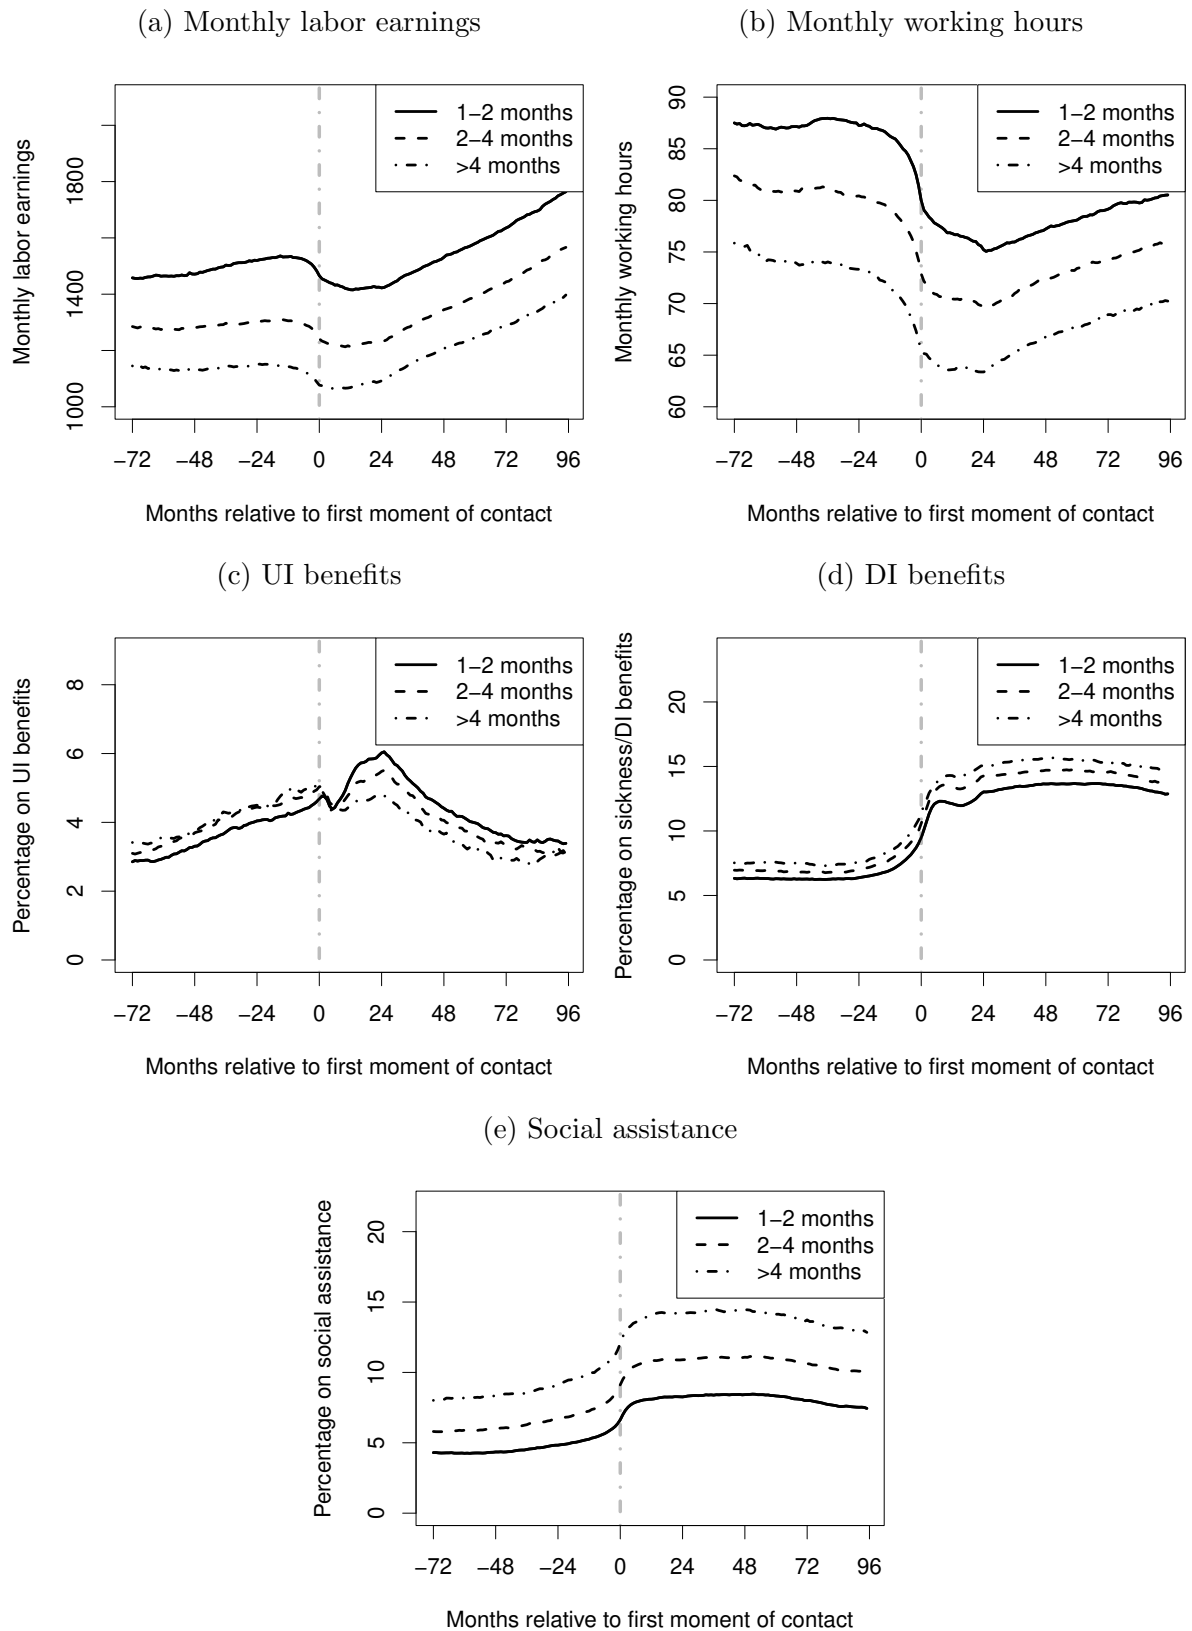 (a) Monthly labor earnings
Monthly labor earnings
1000 1400 1800
1−2 months
2−4 months
>4 months
−72 −48 −24 0 24 48 72 96
Months relative to first moment of contact
(b) Monthly working hours
Monthly working hours
60 65 70 75 80 85 90
1−2 months
2−4 months
>4 months
−72 −48 −24 0 24 48 72 96
Months relative to first moment of contact
(c) UI benefits
Percentage on UI benefits
0 2 4 6 8
1−2 months
2−4 months
>4 months
−72 −48 −24 0 24 48 72 96
Months relative to first moment of contact
(d) DI benefits
Percentage on sickness/DI benefits
0 5 10 15 20
1−2 months
2−4 months
>4 months
−72 −48 −24 0 24 48 72 96
Months relative to first moment of contact
(e) Social assistance
Percentage on social assistance
0 5 10 15 20
1−2 months
2−4 months
>4 months
−72 −48 −24 0 24 48 72 96
Months relative to first moment of contact